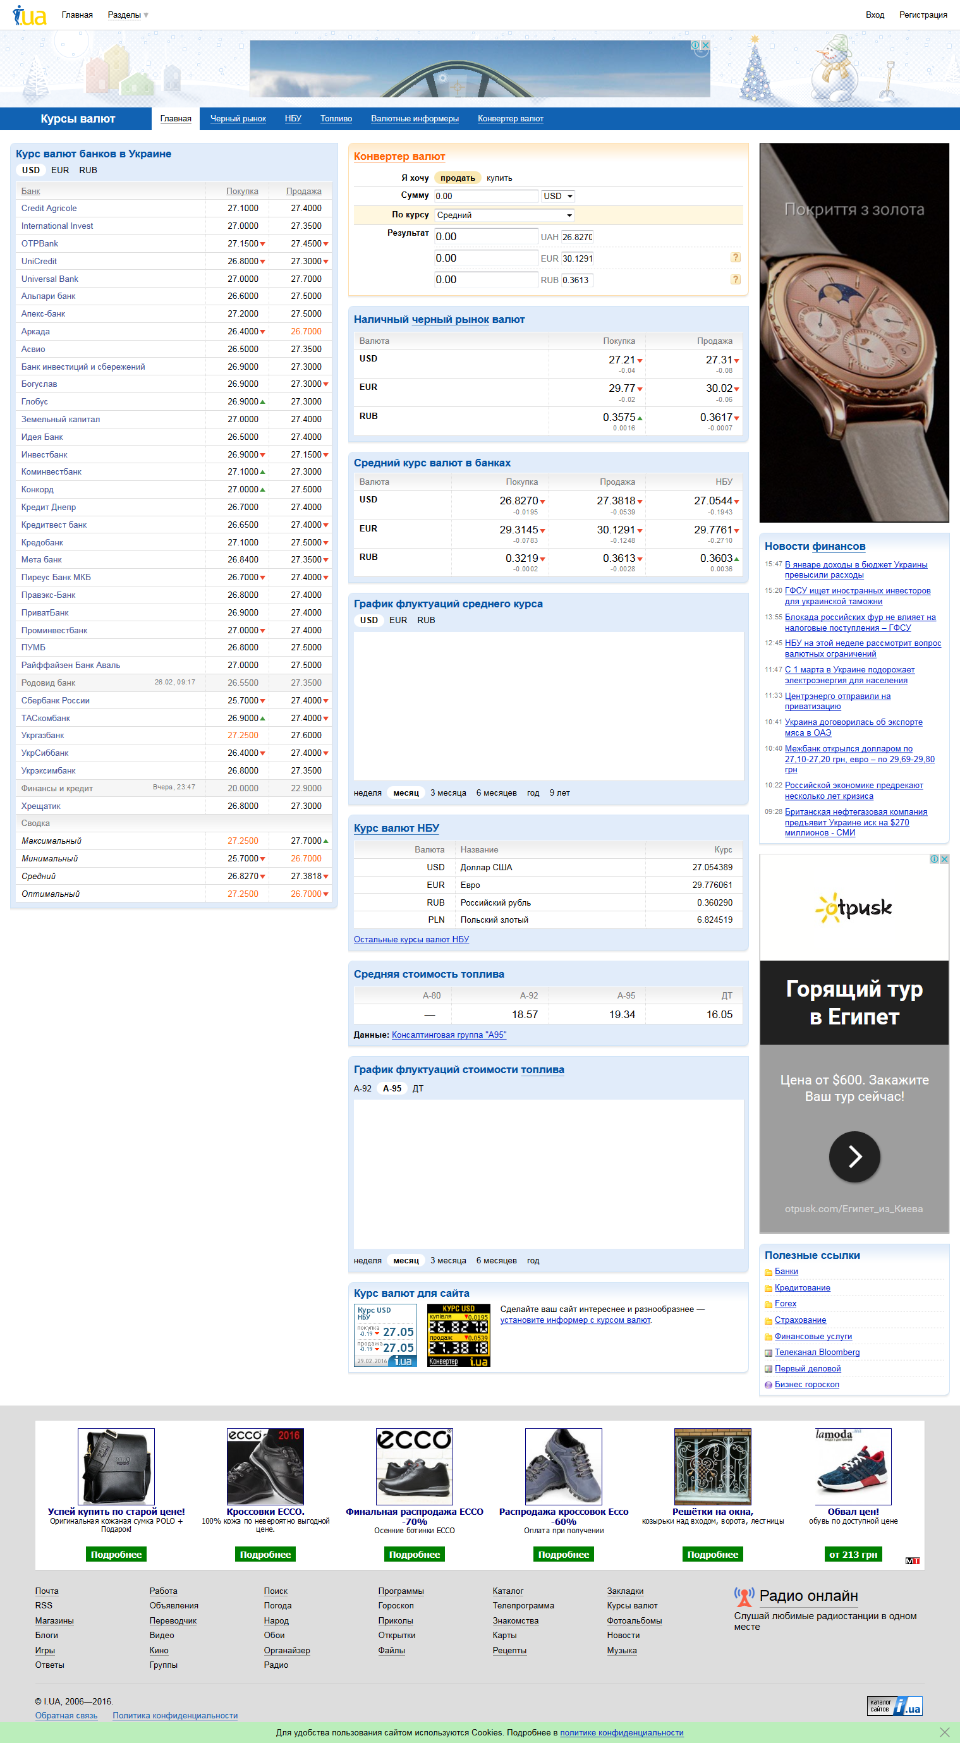 i.ua Главная Разделы ▾ Вход Регистрация
Курсы валют Главная Черный рынок НБУ Топливо Валютные информеры Конвертер валют
Курс валют банков в Украине
USD EUR RUB
Банк Покупка Продажа
Credit Agricole 27.1000 27.4000
International Invest 27.0000 27.3500
OTPBank 27.1500 27.4500
UniCredit 26.8000 27.3000
Universal Bank 27.0000 27.7000
Альпари банк 26.6000 27.5000
Апекс-банк 27.2000 27.5000
Аркада 26.4000 26.7000
Асвио 26.5000 27.3500
Банк инвестиций и сбережений 26.9000 27.3000
Богуслав 26.9000 27.3000
Глобус 26.9000 27.3000
Земельный капитал 27.0000 27.4000
Идея Банк 26.5000 27.4000
Инвестбанк 26.9000 27.1500
Коминвестбанк 27.1000 27.3000
Конкорд 27.0000 27.5000
Кредит Днепр 26.7000 27.4000
Кредитвест банк 26.6500 27.4000
Кредобанк 27.1000 27.5000
Мета банк 26.8400 27.3500
Пиреус Банк МКБ 26.7000 27.4000
Правэкс-Банк 26.8000 27.4000
ПриватБанк 26.9000 27.4000
Проминвестбанк 27.0000 27.4000
ПУМБ 26.8000 27.5000
Райффайзен Банк Аваль 27.0000 27.5000
Родовид банк 26.02, 09:17 26.5500 27.3500
Сбербанк России 25.7000 27.4000
ТАСкомбанк 26.9000 27.4000
Укргазбанк 27.2500 27.6000
УкрСиббанк 26.4000 27.4000
Укрэксимбанк 26.8000 27.3500
Финансы и кредит Вчера, 23:47 20.0000 22.9000
Хрещатик 26.8000 27.3000
Сводка
Максимальный 27.2500 27.7000
Минимальный 25.7000 26.7000
Средний 26.8270 27.3818
Оптимальный 27.2500 26.7000
Конвертер валют
Я хочу продать купить
Сумму 0.00 USD
По курсу Средний
Результат 0.00 UAH 26.8270
0.00 EUR 30.1291 ?
0.00 RUB 0.3613 ?
Наличный черный рынок валют
Валюта Покупка Продажа
USD 27.21 27.31
-0.04 -0.08
EUR 29.77 30.02
-0.02 -0.06
RUB 0.3575 0.3617
0.0016 -0.0007
Средний курс валют в банках
Валюта Покупка Продажа НБУ
USD 26.8270 27.3818 27.0544
-0.0195 -0.0539 -0.1943
EUR 29.3145 30.1291 29.7761
-0.0783 -0.1248 -0.2710
RUB 0.3219 0.3613 0.3603
-0.0002 -0.0028 0.0036
График флуктуаций среднего курса
USD EUR RUB
неделя месяц 3 месяца 6 месяцев год 9 лет
Курс валют НБУ
Валюта Название Курс
USD Доллар США 27.054389
EUR Евро 29.776061
RUB Российский рубль 0.360290
PLN Польский злотый 6.824519
Остальные курсы валют НБУ
Средняя стоимость топлива
А-80 А-92 А-95 ДТ
— 18.57 19.34 16.05
Данные: Консалтинговая группа "А95"
График флуктуаций стоимости топлива
А-92 А-95 ДТ
неделя месяц 3 месяца 6 месяцев год
Курс валют для сайта
Курс USD
НБУ
покупка
-0.19 27.05
продажа
-0.19 27.05
29.02.2016 i.ua
КУРС USD
купівля 0.0195
26.8270
продаж 0.0539
27.3818
Конвертер i.ua
Сделайте ваш сайт интереснее и разнообразнее —
установите информер с курсом валют.
Покриття з золота
Новости финансов
15:47 В январе доходы в бюджет Украины
превысили расходы
15:20 ГФСУ ищет иностранных инвесторов
для украинской таможни
13:55 Блокада российских фур не влияет на
налоговые поступления – ГФСУ
12:45 НБУ на этой неделе рассмотрит вопрос
валютных ограничений
11:47 С 1 марта в Украине подорожает
электроэнергия для населения
11:33 Центрэнерго отправили на
приватизацию
10:41 Украина договорилась об экспорте
мяса в ОАЭ
10:40 Межбанк открылся долларом по
27,10-27,20 грн, евро – по 29,69-29,80
грн
10:22 Российской экономике предрекают
несколько лет кризиса
09:28 Британская нефтегазовая компания
предъявит Украине иск на $270
миллионов - СМИ
otpusk
Горящий тур
в Египет
Цена от $600. Закажите
Ваш тур сейчас!
otpusk.com/Египет_из_Киева
Полезные ссылки
Банки
Кредитование
Forex
Страхование
Финансовые услуги
Телеканал Bloomberg
Первый деловой
Бизнес гороскоп
ecco 2016 ecco lamoda
Успей купить по старой цене!
Оригинальная кожаная сумка POLO +
Подарок!
Подробнее
Кроссовки ECCO.
100% кожа по невероятно выгодной
цене.
Подробнее
Финальная распродажа ECCO
-70%
Осенние ботинки ECCO
Подробнее
Распродажа кроссовок Ecco
-60%
Оплата при получении
Подробнее
Решётки на окна,
козырьки над входом, ворота, лестницы
Подробнее
Обвал цен!
обувь по доступной цене
от 213 грн
МТ
Почта Работа Поиск Программы Каталог Закладки
RSS Объявления Погода Гороскоп Телепрограмма Курсы валют
Магазины Переводчик Народ Приколы Знакомства Фотоальбомы
Блоги Видео Обои Открытки Карты Новости
Игры Кино Органайзер Файлы Рецепты Музыка
Ответы Группы Радио
Радио онлайн
Слушай любимые радиостанции в одном
месте
© I.UA, 2006—2016.
Обратная связь Политика конфиденциальности
каталог
сайтов i.ua
Для удобства пользования сайтом используются Cookies. Подробнее в политике конфиденциальности